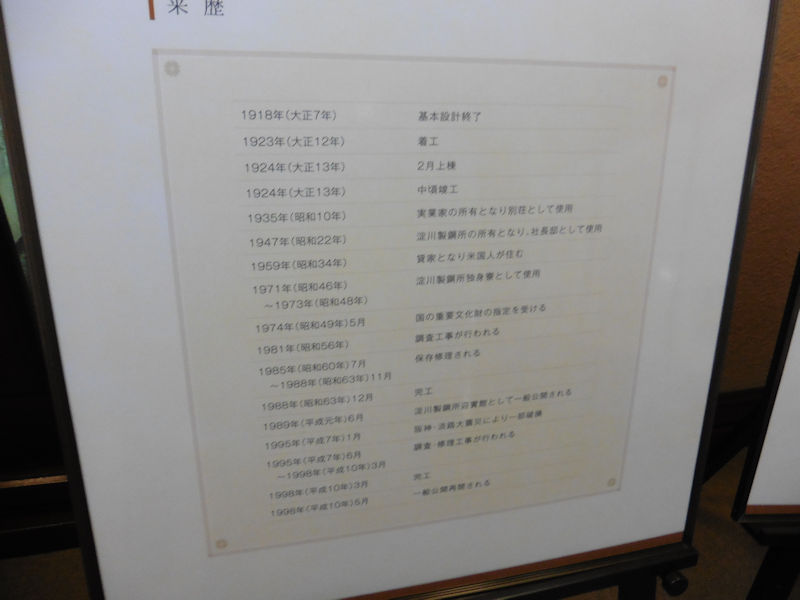 来歴
1918年(大正7年) 基本設計終了
1923年(大正12年) 着工
1924年(大正13年) 2月上棟
1924年(大正13年) 中頃竣工
1935年(昭和10年) 実業家の所有となり別荘として使用
1947年(昭和22年) 淀川製鋼所の所有となり、社長邸として使用
1959年(昭和34年) 貸家となり米国人が住む
1971年(昭和46年) 淀川製鋼所独身寮として使用
～1973年(昭和48年)
1974年(昭和49年)5月 国の重要文化財の指定を受ける
1981年(昭和56年) 調査工事が行われる
1985年(昭和60年)7月 保存修理される
～1988年(昭和63年)11月
1988年(昭和63年)12月 完工
1989年(平成元年)6月 淀川製鋼所迎賓館として一般公開される
1995年(平成7年)1月 阪神・淡路大震災により一部破損
1995年(平成7年)6月 調査・修理工事が行われる
～1998年(平成10年)3月
1998年(平成10年)3月 完工
1998年(平成10年)5月 一般公開再開される